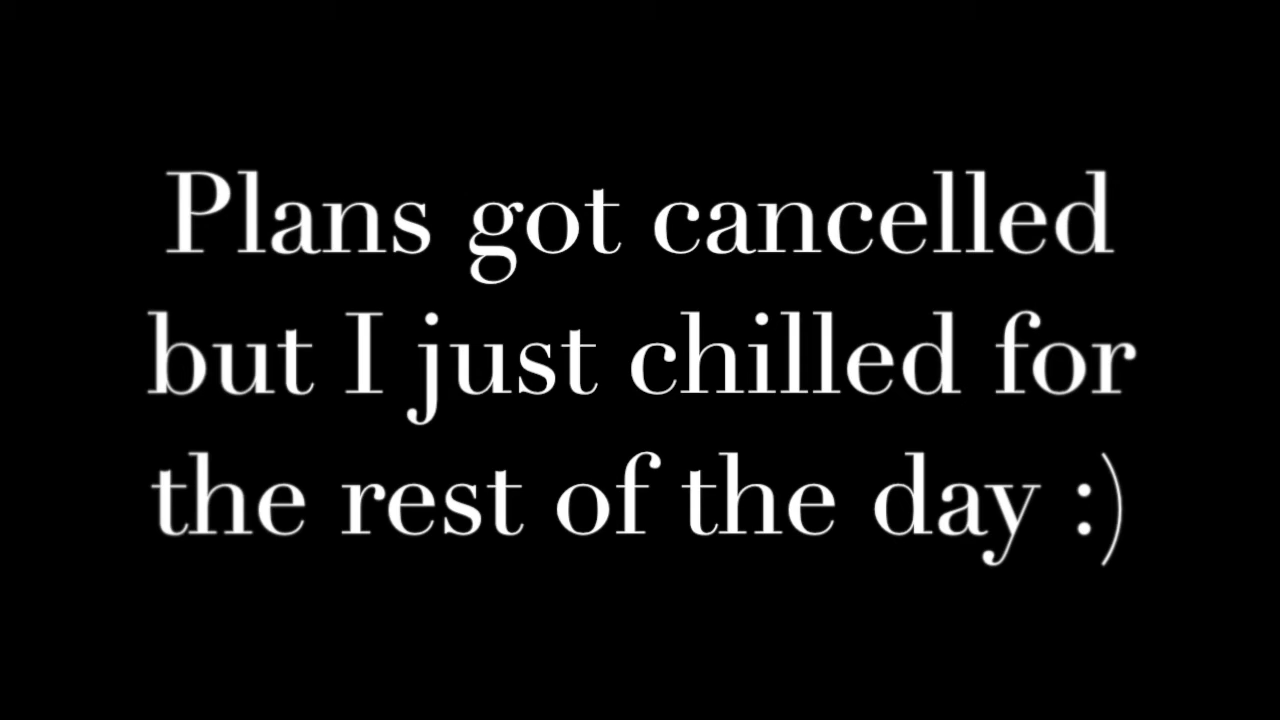 Plans got cancelled
but I just chilled for
the rest of the day :)